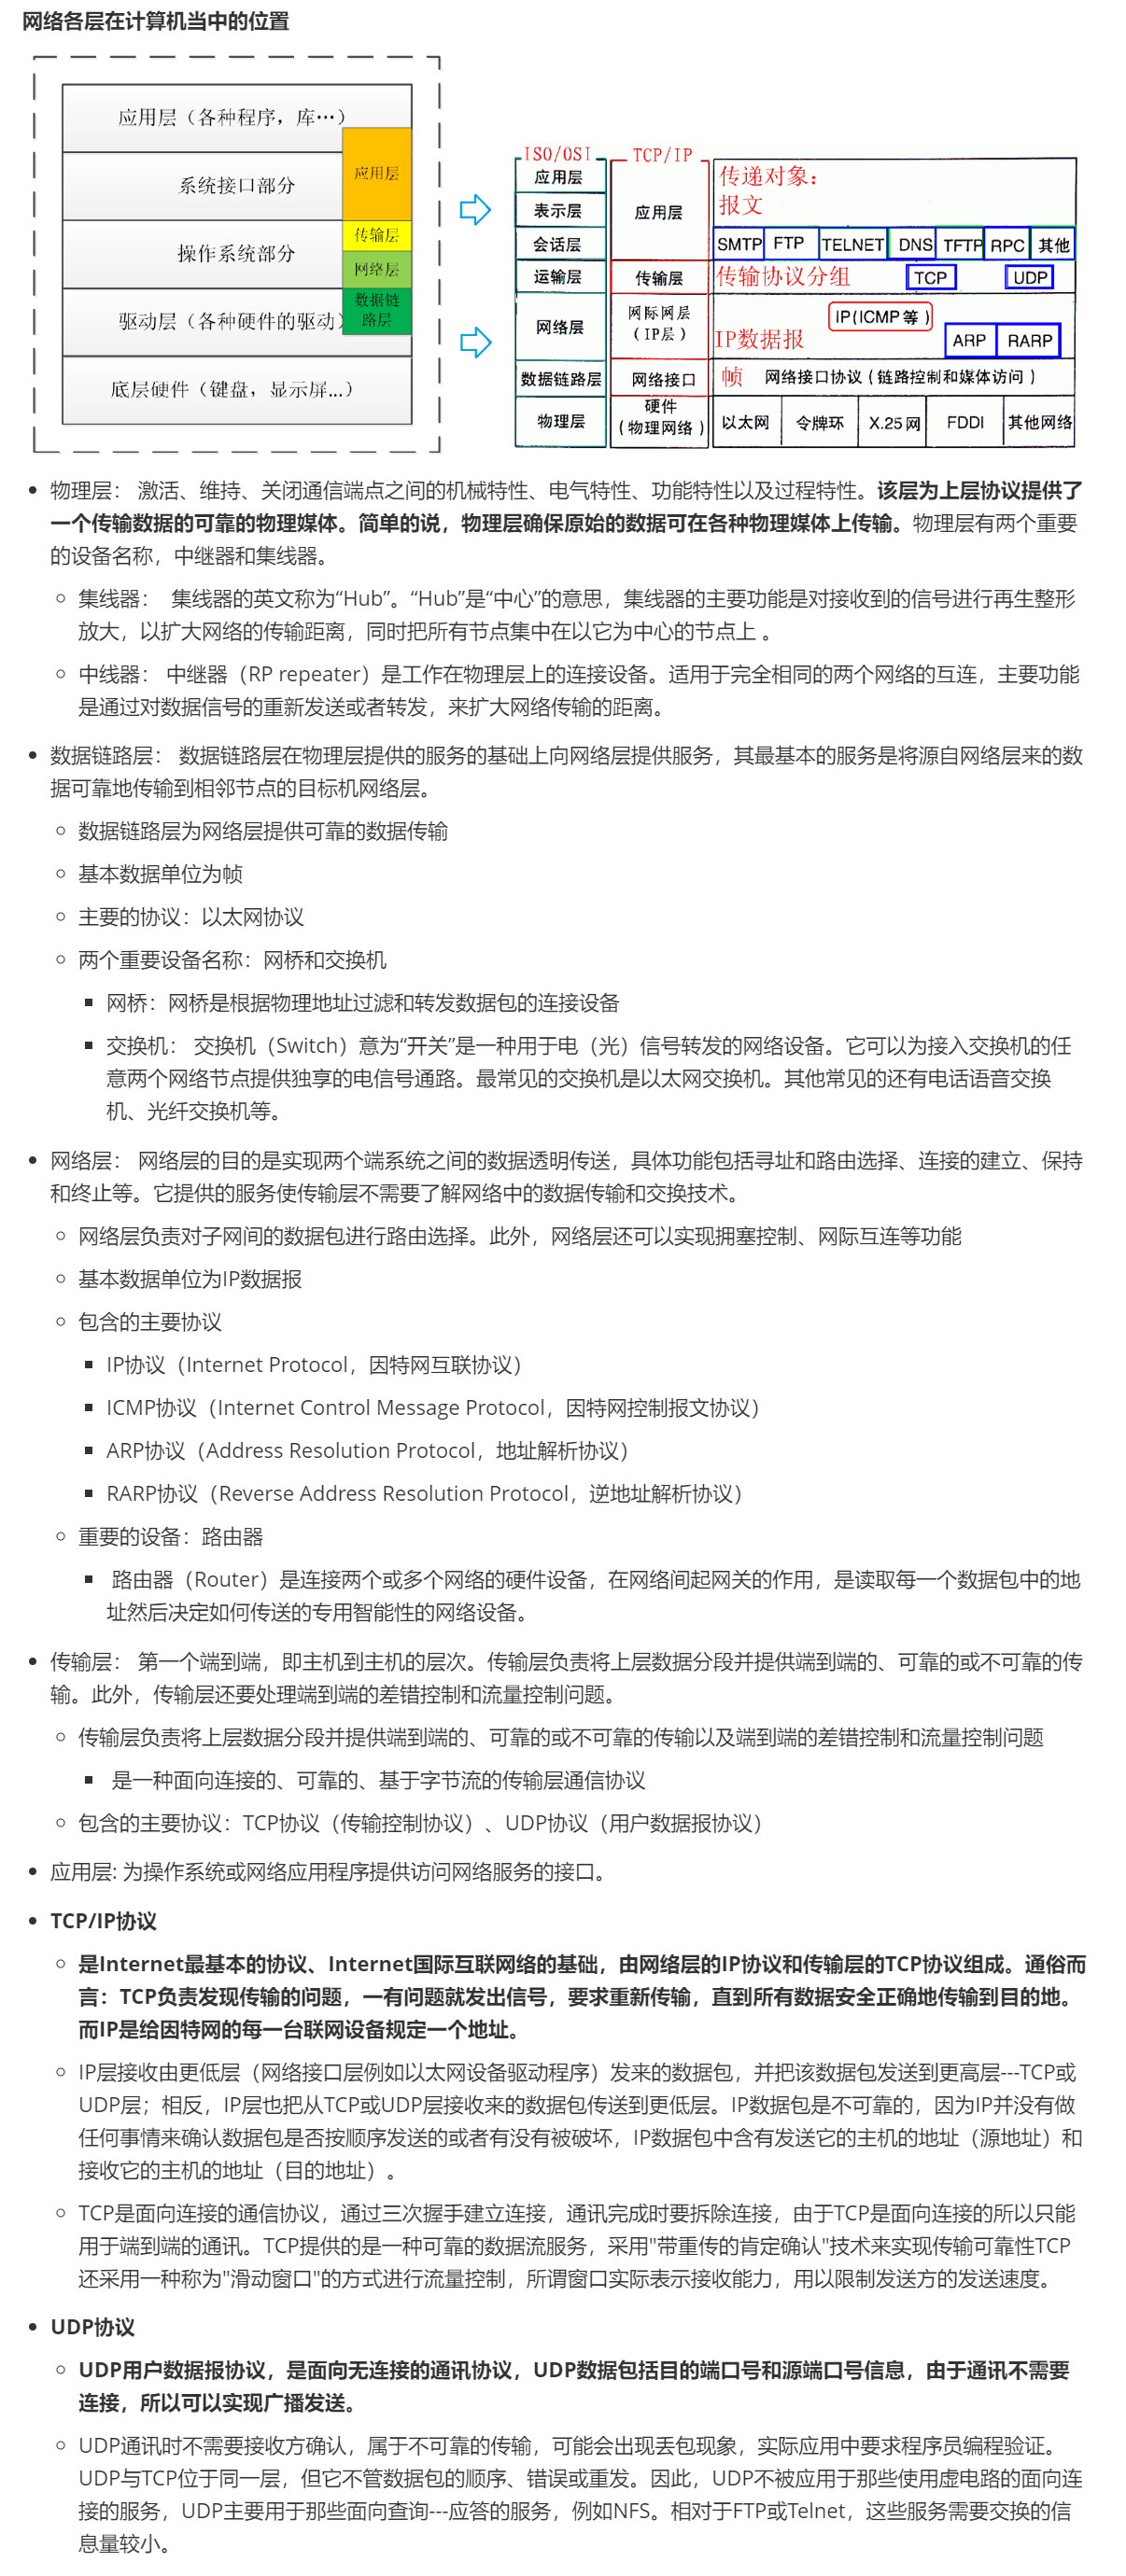 网络各层在计算机当中的位置
应用层（各种程序，库…）
系统接口部分
操作系统部分
驱动层（各种硬件的驱动）
底层硬件（键盘，显示屏...）
应用层
传输层
网络层
数据链
路层
ISO/OSI
TCP/IP
应用层
表示层
会话层
运输层
网络层
数据链路层
物理层
应用层
传输层
网际网层
(IP层)
网络接口
硬件
(物理网络)
传递对象：
报文
SMTP FTP TELNET DNS TFTP RPC 其他
传输协议分组 TCP UDP
IP(ICMP等)
IP数据报 ARP RARP
帧 网络接口协议(链路控制和媒体访问)
以太网 令牌环 X.25网 FDDI 其他网络
• 物理层： 激活、维持、关闭通信端点之间的机械特性、电气特性、功能特性以及过程特性。该层为上层协议提供了
一个传输数据的可靠的物理媒体。简单的说，物理层确保原始的数据可在各种物理媒体上传输。物理层有两个重要
的设备名称，中继器和集线器。
○ 集线器： 集线器的英文称为“Hub”。“Hub”是“中心”的意思，集线器的主要功能是对接收到的信号进行再生整形
放大，以扩大网络的传输距离，同时把所有节点集中在以它为中心的节点上 。
○ 中线器： 中继器（RP repeater）是工作在物理层上的连接设备。适用于完全相同的两个网络的互连，主要功能
是通过对数据信号的重新发送或者转发，来扩大网络传输的距离。
• 数据链路层： 数据链路层在物理层提供的服务的基础上向网络层提供服务，其最基本的服务是将源自网络层来的数
据可靠地传输到相邻节点的目标机网络层。
○ 数据链路层为网络层提供可靠的数据传输
○ 基本数据单位为帧
○ 主要的协议：以太网协议
○ 两个重要设备名称：网桥和交换机
▪ 网桥：网桥是根据物理地址过滤和转发数据包的连接设备
▪ 交换机： 交换机（Switch）意为“开关”是一种用于电（光）信号转发的网络设备。它可以为接入交换机的任
意两个网络节点提供独享的电信号通路。最常见的交换机是以太网交换机。其他常见的还有电话语音交换
机、光纤交换机等。
• 网络层： 网络层的目的是实现两个端系统之间的数据透明传送，具体功能包括寻址和路由选择、连接的建立、保持
和终止等。它提供的服务使传输层不需要了解网络中的数据传输和交换技术。
○ 网络层负责对子网间的数据包进行路由选择。此外，网络层还可以实现拥塞控制、网际互连等功能
○ 基本数据单位为IP数据报
○ 包含的主要协议
▪ IP协议（Internet Protocol，因特网互联协议）
▪ ICMP协议（Internet Control Message Protocol，因特网控制报文协议）
▪ ARP协议（Address Resolution Protocol，地址解析协议）
▪ RARP协议（Reverse Address Resolution Protocol，逆地址解析协议）
○ 重要的设备：路由器
▪ 路由器（Router）是连接两个或多个网络的硬件设备，在网络间起网关的作用，是读取每一个数据包中的地
址然后决定如何传送的专用智能性的网络设备。
• 传输层： 第一个端到端，即主机到主机的层次。传输层负责将上层数据分段并提供端到端的、可靠的或不可靠的传
输。此外，传输层还要处理端到端的差错控制和流量控制问题。
○ 传输层负责将上层数据分段并提供端到端的、可靠的或不可靠的传输以及端到端的差错控制和流量控制问题
▪ 是一种面向连接的、可靠的、基于字节流的传输层通信协议
○ 包含的主要协议：TCP协议（传输控制协议）、UDP协议（用户数据报协议）
• 应用层: 为操作系统或网络应用程序提供访问网络服务的接口。
• TCP/IP协议
○ 是Internet最基本的协议、Internet国际互联网络的基础，由网络层的IP协议和传输层的TCP协议组成。通俗而
言：TCP负责发现传输的问题，一有问题就发出信号，要求重新传输，直到所有数据安全正确地传输到目的地。
而IP是给因特网的每一台联网设备规定一个地址。
○ IP层接收由更低层（网络接口层例如以太网设备驱动程序）发来的数据包，并把该数据包发送到更高层---TCP或
UDP层；相反，IP层也把从TCP或UDP层接收来的数据包传送到更低层。IP数据包是不可靠的，因为IP并没有做
任何事情来确认数据包是否按顺序发送的或者有没有被破坏，IP数据包中含有发送它的主机的地址（源地址）和
接收它的主机的地址（目的地址）。
○ TCP是面向连接的通信协议，通过三次握手建立连接，通讯完成时要拆除连接，由于TCP是面向连接的所以只能
用于端到端的通讯。TCP提供的是一种可靠的数据流服务，采用"带重传的肯定确认"技术来实现传输可靠性TCP
还采用一种称为"滑动窗口"的方式进行流量控制，所谓窗口实际表示接收能力，用以限制发送方的发送速度。
• UDP协议
○ UDP用户数据报协议，是面向无连接的通讯协议，UDP数据包括目的端口号和源端口号信息，由于通讯不需要
连接，所以可以实现广播发送。
○ UDP通讯时不需要接收方确认，属于不可靠的传输，可能会出现丢包现象，实际应用中要求程序员编程验证。
UDP与TCP位于同一层，但它不管数据包的顺序、错误或重发。因此，UDP不被应用于那些使用虚电路的面向连
接的服务，UDP主要用于那些面向查询---应答的服务，例如NFS。相对于FTP或Telnet，这些服务需要交换的信
息量较小。